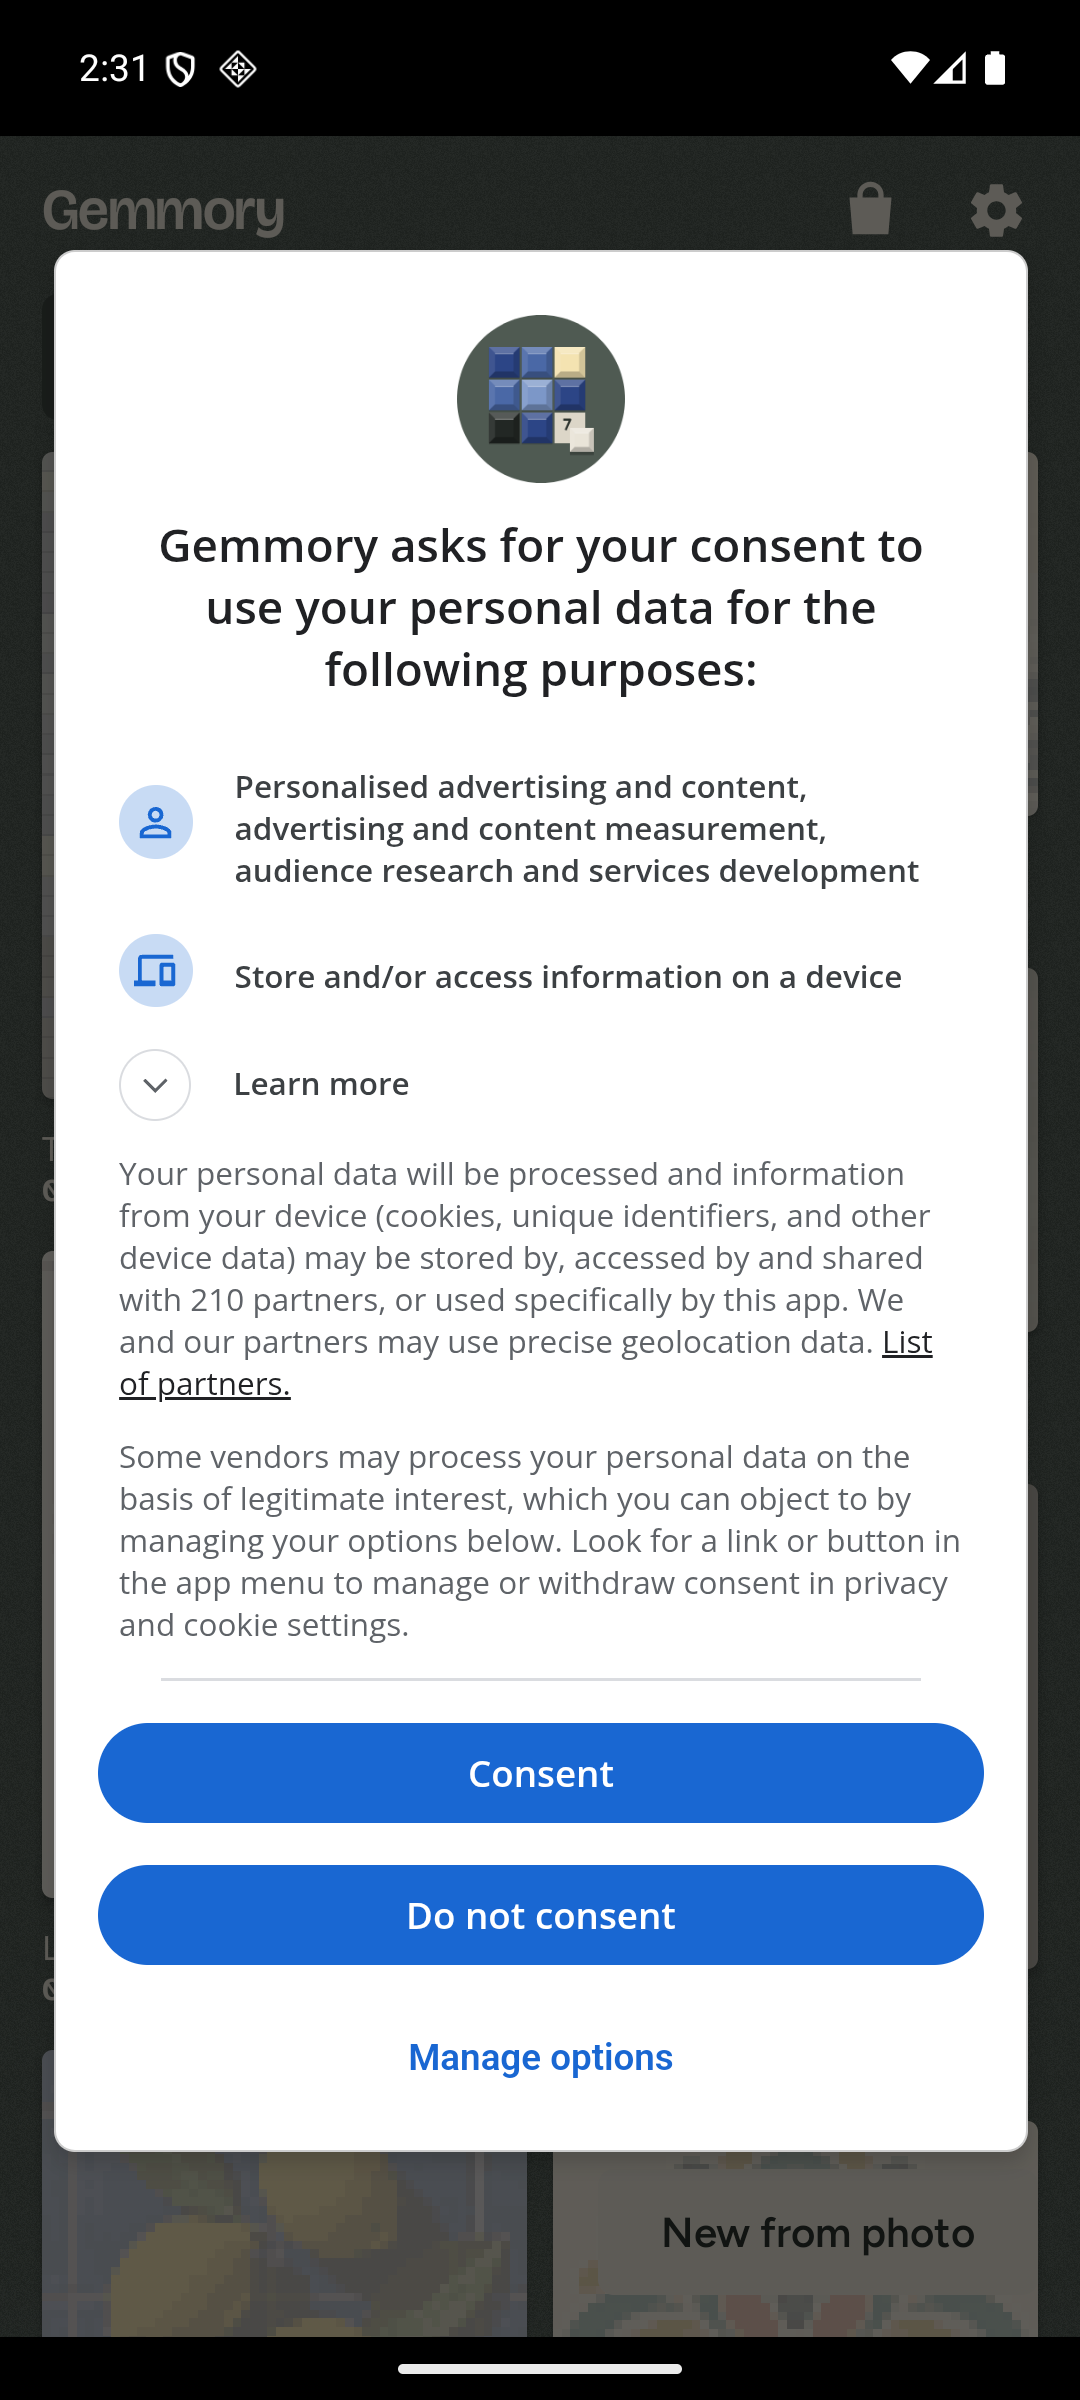 2:31
Gemmory
7
Gemmory asks for your consent to
use your personal data for the
following purposes:
Personalised advertising and content,
advertising and content measurement,
audience research and services development
Store and/or access information on a device
Learn more
Your personal data will be processed and information
from your device (cookies, unique identifiers, and other
device data) may be stored by, accessed by and shared
with 210 partners, or used specifically by this app. We
and our partners may use precise geolocation data. List
of partners.
Some vendors may process your personal data on the
basis of legitimate interest, which you can object to by
managing your options below. Look for a link or button in
the app menu to manage or withdraw consent in privacy
and cookie settings.
Consent
Do not consent
Manage options
New from photo